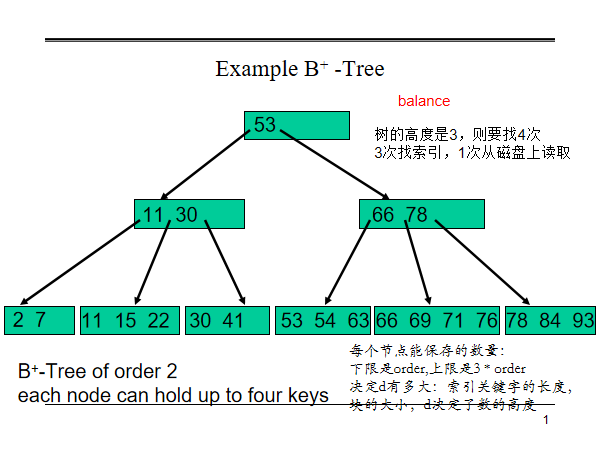 Example B+ -Tree
balance
树的高度是3，则要找4次
3次找索引，1次从磁盘上读取
53
11 30
66 78
2 7
11 15 22
30 41
53 54 63
66 69 71 76
78 84 93
B+-Tree of order 2
each node can hold up to four keys
每个节点能保存的数量：
下限是order,上限是3 * order
决定d有多大：索引关键字的长度，
块的大小，d决定了数的高度
1